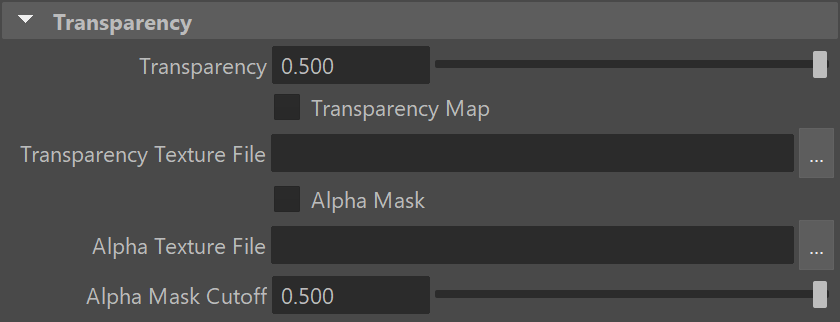 Transparency
Transparency 0.500
Transparency Map
Transparency Texture File ...
Alpha Mask
Alpha Texture File ...
Alpha Mask Cutoff 0.500